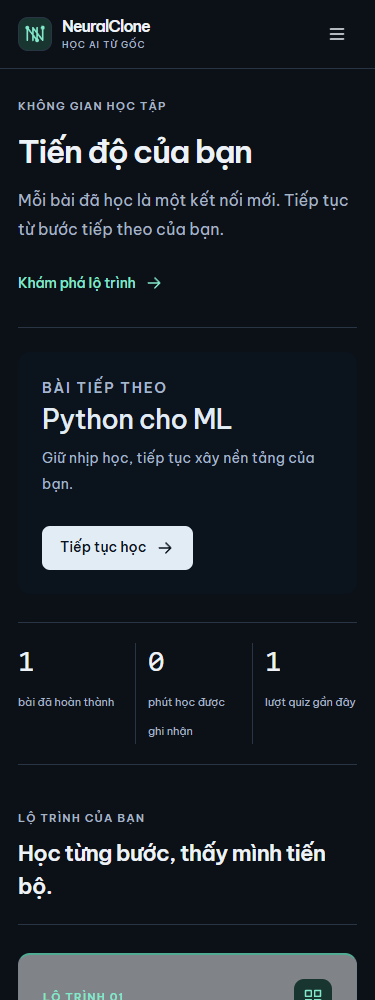 NeuralClone
HỌC AI TỪ GỐC
KHÔNG GIAN HỌC TẬP
Tiến độ của bạn
Mỗi bài đã học là một kết nối mới. Tiếp tục
từ bước tiếp theo của bạn.
Khám phá lộ trình
BÀI TIẾP THEO
Python cho ML
Giữ nhịp học, tiếp tục xây nền tảng của
bạn.
Tiếp tục học
1
bài đã hoàn thành
0
phút học được
ghi nhận
1
lượt quiz gần đây
LỘ TRÌNH CỦA BẠN
Học từng bước, thấy mình tiến
bộ.
LỘ TRÌNH 01